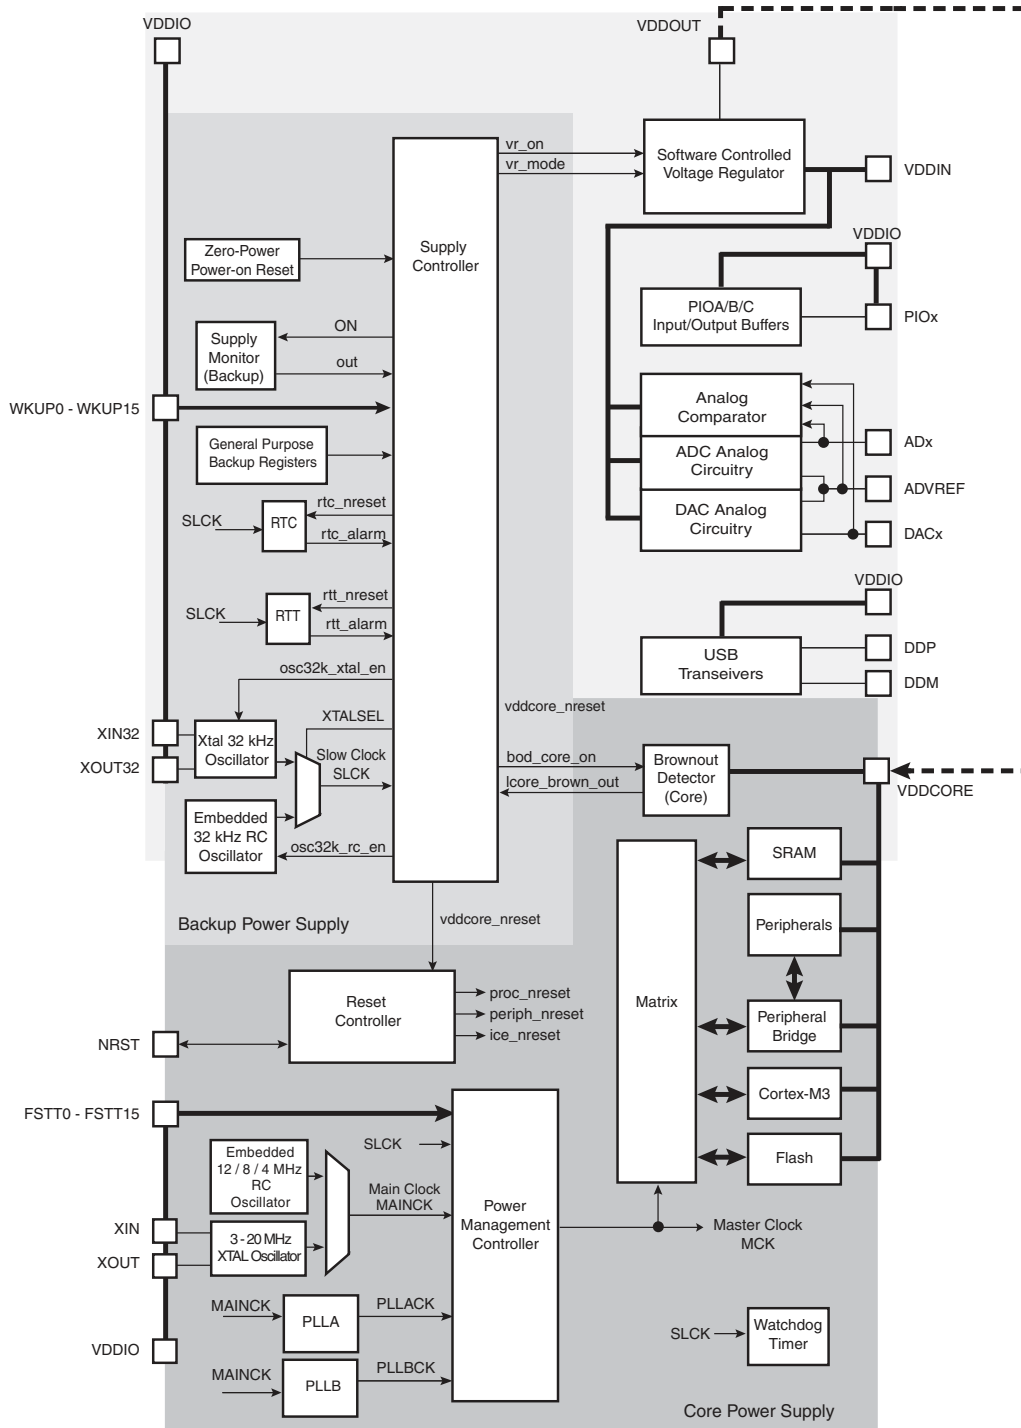 VDDIO
VDDOUT
vr_on
vr_mode
Software Controlled
Voltage Regulator
VDDIN
Zero-Power
Power-on Reset
Supply
Controller
VDDIO
PIOA/B/C
Input/Output Buffers
PIOx
Supply
Monitor
(Backup)
ON
out
WKUP0 - WKUP15
General Purpose
Backup Registers
Analog
Comparator
ADC Analog
Circuitry
DAC Analog
Circuitry
ADx
ADVREF
DACx
SLCK
RTC
rtc_nreset
rtc_alarm
SLCK
RTT
rtt_nreset
rtt_alarm
VDDIO
USB
Transeivers
DDP
DDM
osc32k_xtal_en
XTALSEL
vddcore_nreset
XIN32
XOUT32
Xtal 32 kHz
Oscillator
Slow Clock
SLCK
bod_core_on
lcore_brown_out
Brownout
Detector
(Core)
VDDCORE
Embedded
32 kHz RC
Oscillator
osc32k_rc_en
SRAM
Backup Power Supply
vddcore_nreset
Peripherals
Matrix
Reset
Controller
proc_nreset
periph_nreset
ice_nreset
NRST
Peripheral
Bridge
Cortex-M3
FSTT0 - FSTT15
SLCK
Flash
Embedded
12 / 8 / 4 MHz
RC
Oscillator
Main Clock
MAINCK
Power
Management
Controller
Master Clock
MCK
XIN
XOUT
3 - 20 MHz
XTAL Oscillator
MAINCK
PLLA
PLLACK
SLCK
Watchdog
Timer
VDDIO
MAINCK
PLLB
PLLBCK
Core Power Supply